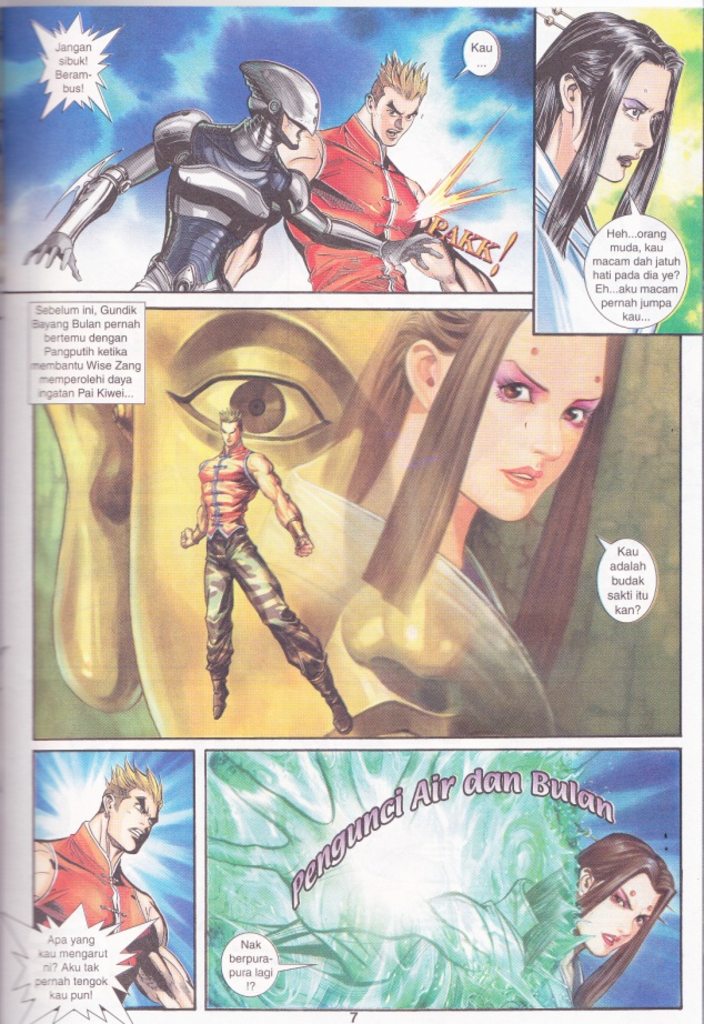 Jangan
sibuk!
Beram-
bus!
Kau
...
PAKK!
Heh...orang
muda, kau
macam dah jatuh
hati pada dia ye?
Eh...aku macam
pernah jumpa
kau...
Sebelum ini, Gundik
Bayang Bulan pernah
bertemu dengan
Pangputih ketika
membantu Wise Zang
memperolehi daya
ingatan Pai Kiwei...
Kau
adalah
budak
sakti itu
kan?
Apa yang
kau mengarut
ni? Aku tak
pernah tengok
kau pun!
Pengunci Air dan Bulan
Nak
berpura-
pura lagi
!?
7